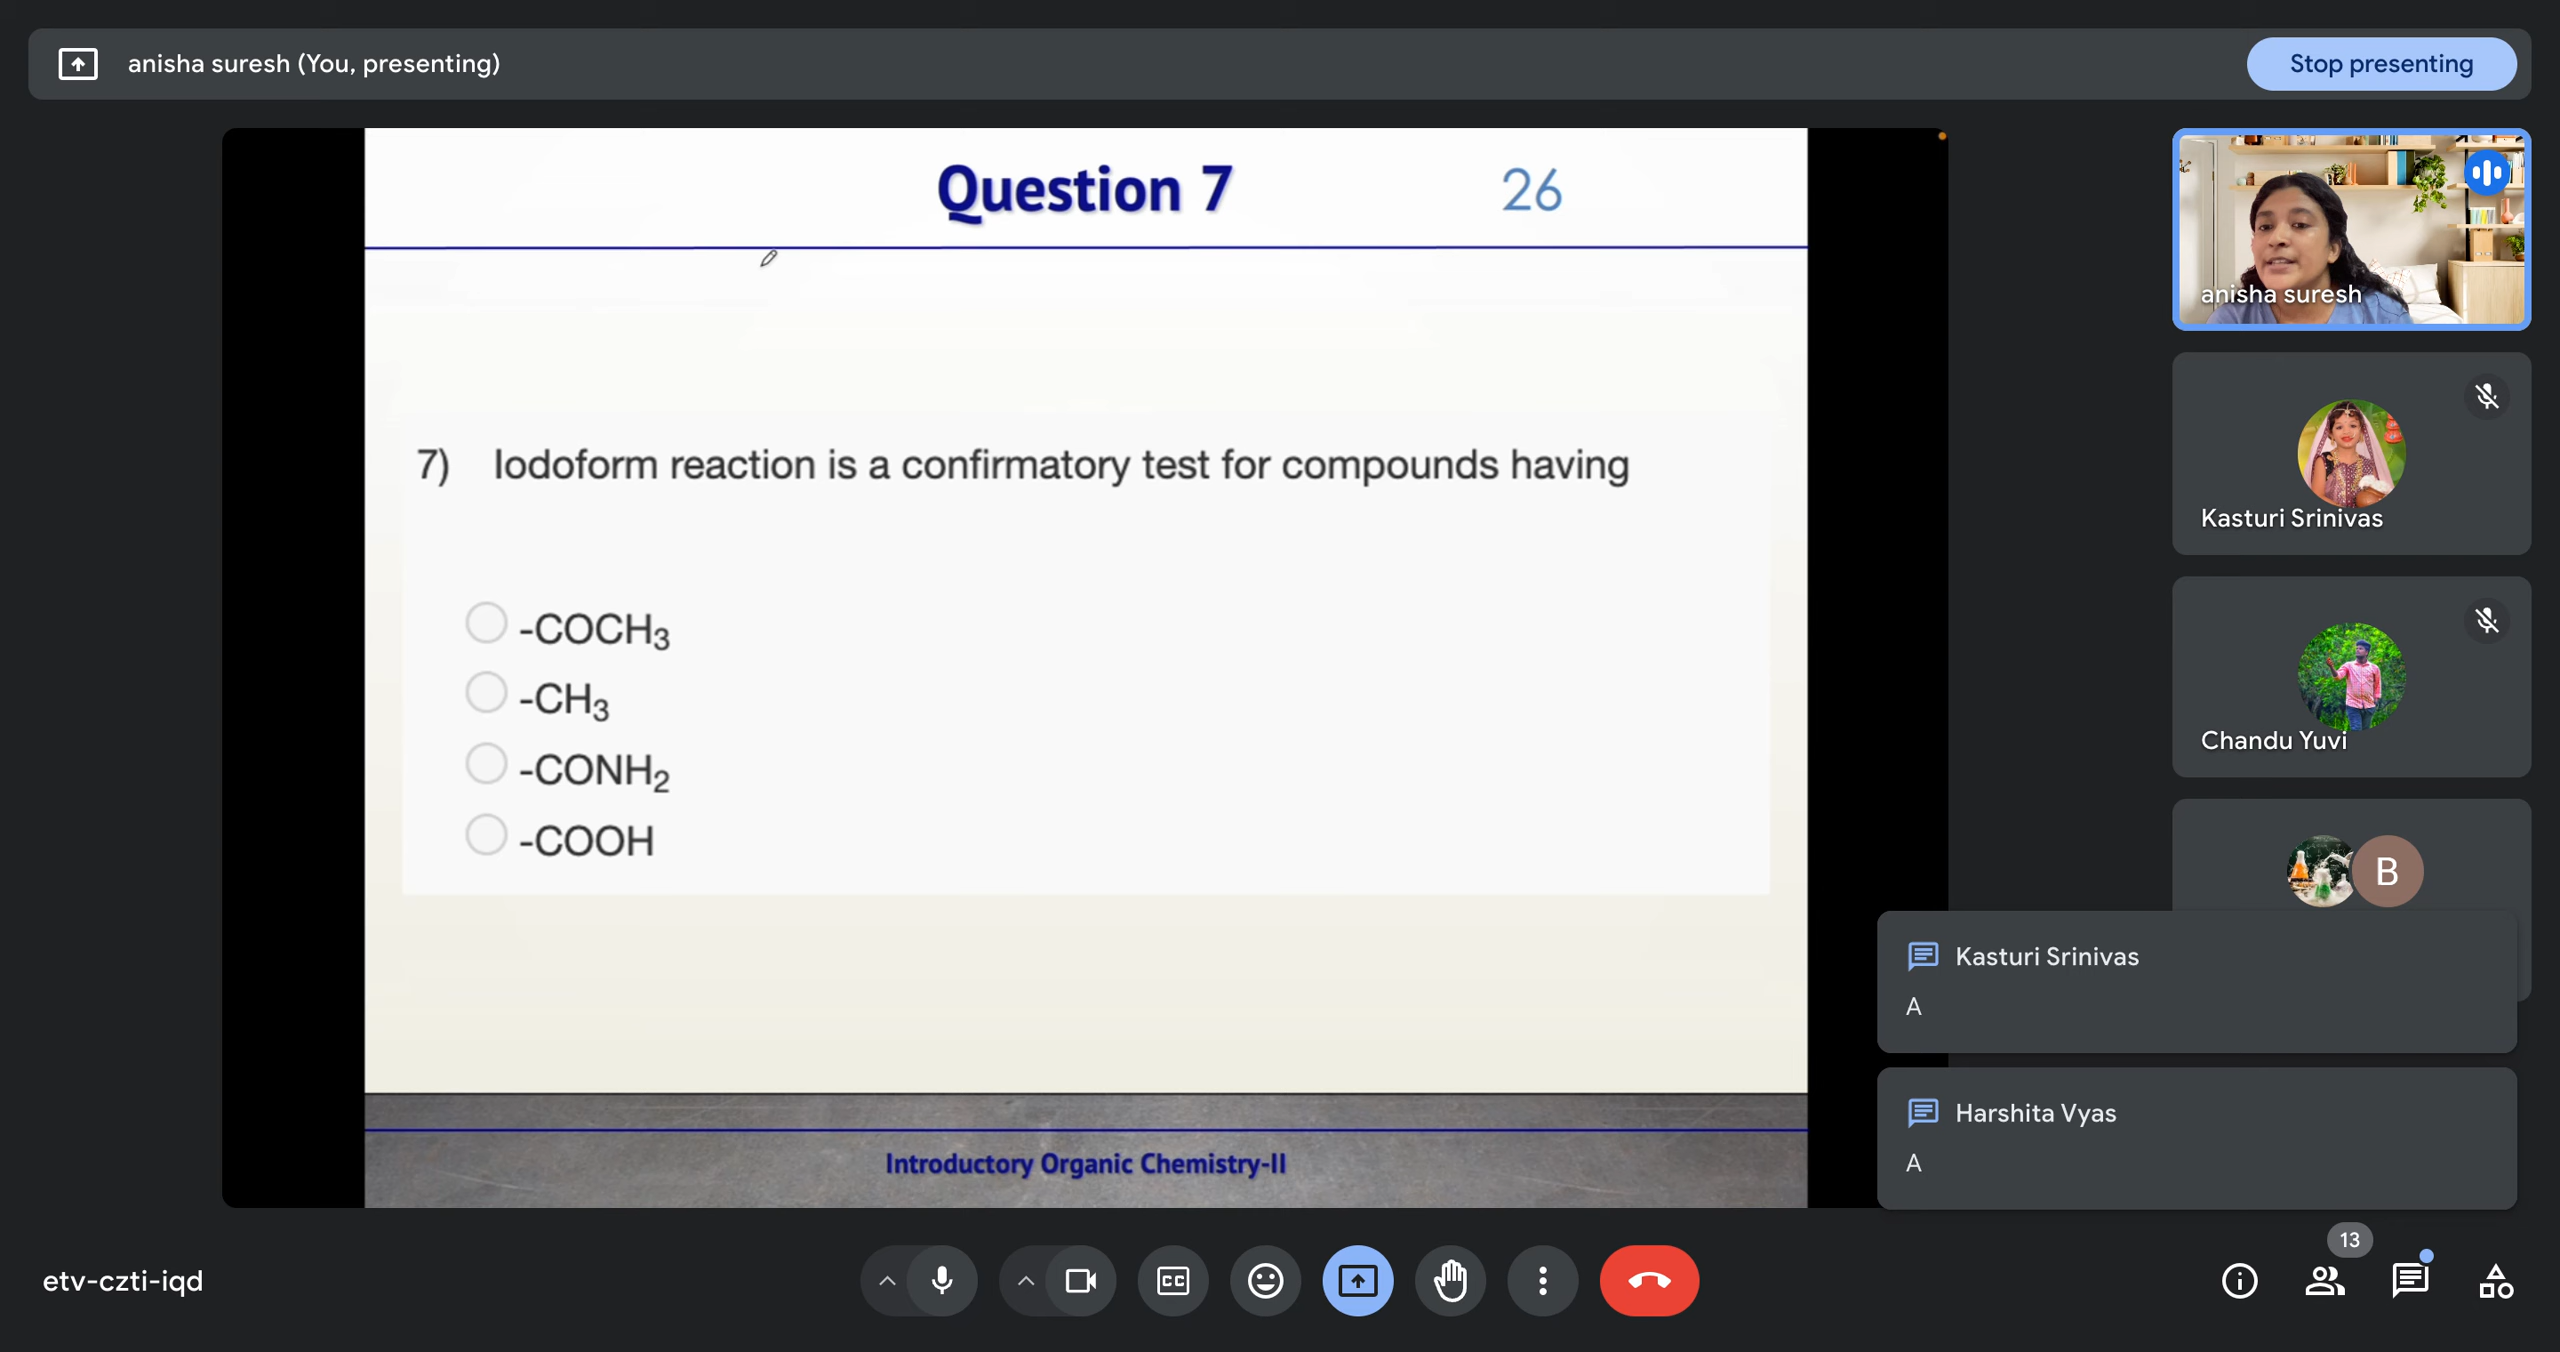 anisha suresh (You, presenting)
Stop presenting
Question 7
26
7) Iodoform reaction is a confirmatory test for compounds having
-COCH₃
-CH₃
-CONH₂
-COOH
Introductory Organic Chemistry-II
anisha suresh
Kasturi Srinivas
Chandu Yuvi
B
Kasturi Srinivas
A
Harshita Vyas
A
etv-czti-iqd
CC
13